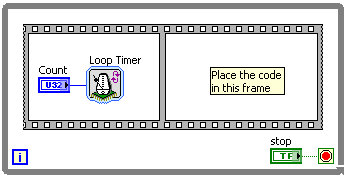 Loop Timer
Count
U32
Place the code
in this frame
stop
TF
i